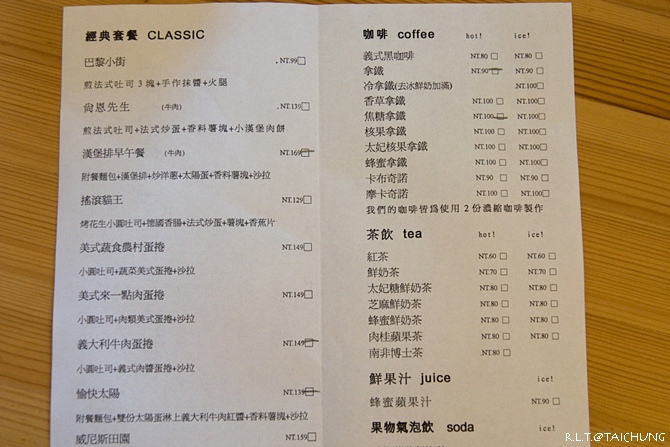 經典套餐 CLASSIC
巴黎小街 NT.99
煎法式吐司3塊+手作抹醬+火腿
尚恩先生 (牛肉) NT.139
煎法式吐司+法式炒蛋+香料薯塊+小漢堡肉餅
漢堡排早午餐 (牛肉) NT.169
附餐麵包+漢堡排+炒洋蔥+太陽蛋+香料薯塊+沙拉
搖滾貓王 NT.129
烤花生小圓吐司+德國香腸+法式炒蛋+薯塊+香蕉片
美式蔬食農村蛋捲 NT.149
小圓吐司+蔬菜美式蛋捲+沙拉
美式來一點肉蛋捲 NT.149
小圓吐司+肉類美式蛋捲+沙拉
義大利牛肉蛋捲 NT.149
小圓吐司+義式肉醬蛋捲+沙拉
愉快太陽 NT.139
附餐麵包+雙份太陽蛋淋上義大利牛肉紅醬+香料薯塊+沙拉
威尼斯田園 NT.159
咖啡 coffee hot! ice!
義式黑咖啡 NT.80 NT.80
拿鐵 NT.90 NT.100
冷拿鐵(去冰鮮奶加滿) NT.100
香草拿鐵 NT.100 NT.100
焦糖拿鐵 NT.100 NT.100
核果拿鐵 NT.100 NT.100
太妃核果拿鐵 NT.100 NT.100
蜂蜜拿鐵 NT.100 NT.100
卡布奇諾 NT.90 NT.90
摩卡奇諾 NT.100 NT.100
我們的咖啡皆為使用2份濃縮咖啡製作
茶飲 tea hot! ice!
紅茶 NT.60 NT.60
鮮奶茶 NT.70 NT.70
太妃糖鮮奶茶 NT.80 NT.80
芝麻鮮奶茶 NT.80 NT.80
蜂蜜鮮奶茶 NT.80 NT.80
肉桂蘋果茶 NT.80 NT.80
南非博士茶 NT.80
鮮果汁 juice ice!
蜂蜜蘋果汁 NT.90
果物氣泡飲 soda ice!
R.L.T.@TAICHUNG